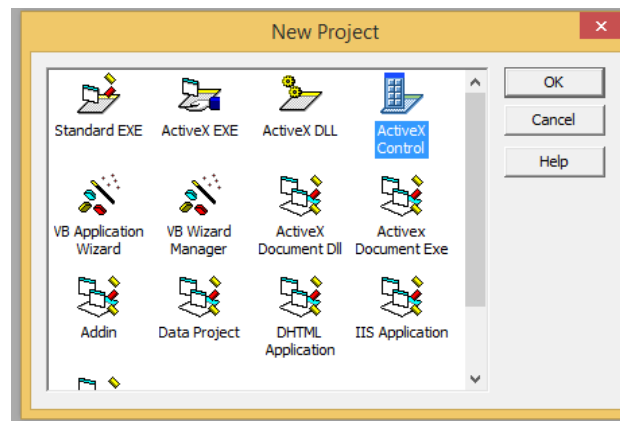 New Project
Standard EXE
ActiveX EXE
ActiveX DLL
ActiveX
Control
VB Application
Wizard
VB Wizard
Manager
ActiveX
Document Dll
Activex
Document Exe
Addin
Data Project
DHTML
Application
IIS Application
OK
Cancel
Help